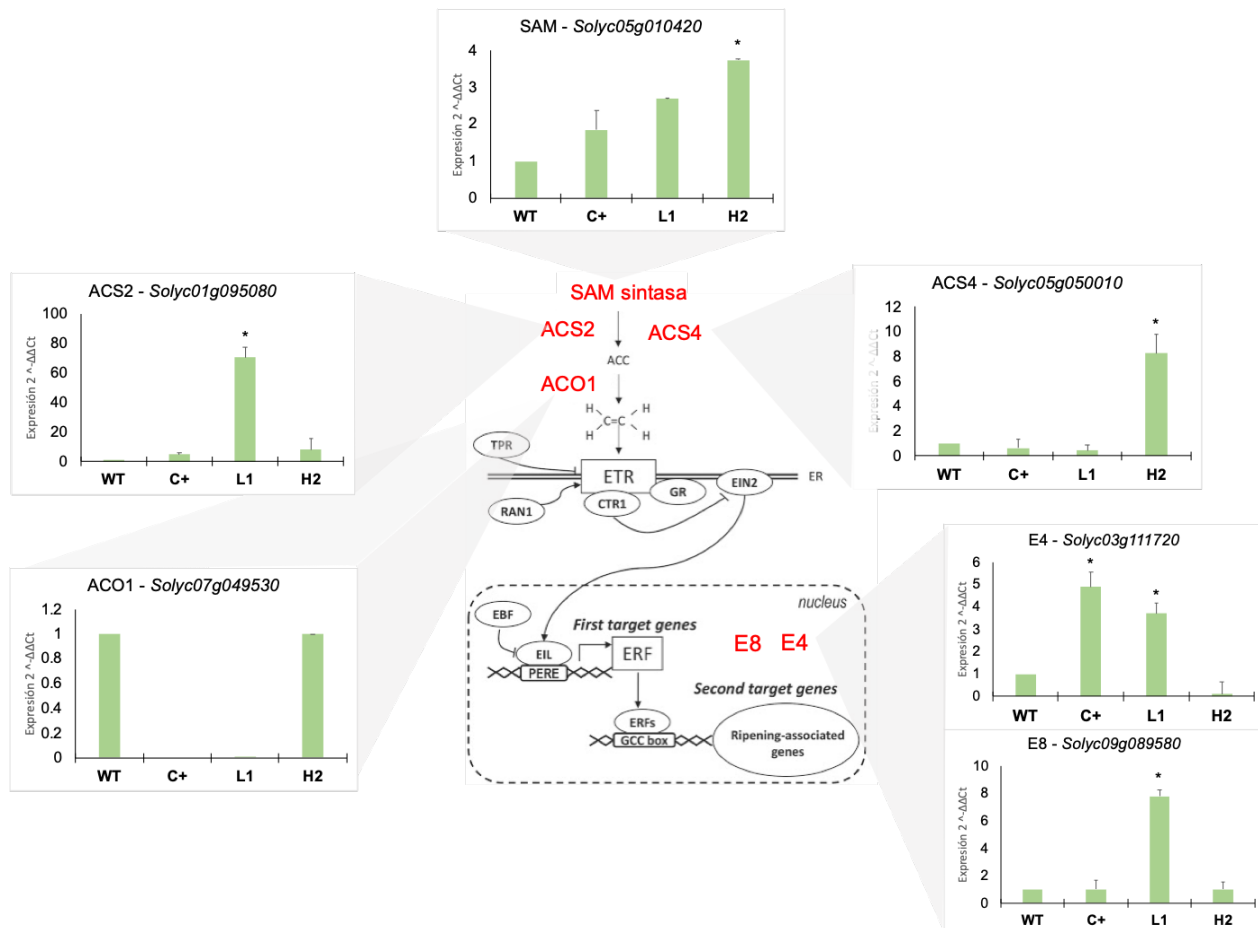 SAM - Solyc05g010420
Expresión 2 ^-ΔΔCt
4
3
2
1
0
*
WT C+ L1 H2
ACS2 - Solyc01g095080
Expresión 2 ^-ΔΔCt
100
80
60
40
20
0
*
WT C+ L1 H2
ACS4 - Solyc05g050010
Expresión 2 ^-ΔΔCt
12
10
8
6
4
2
0
*
WT C+ L1 H2
SAM sintasa
ACS2 ACS4
ACC
ACO1
H H
C=C
H H
TPR
ETR
ER
RAN1
CTR1
GR
EIN2
ACO1 - Solyc07g049530
Expresión 2 ^-ΔΔCt
1.2
1
0.8
0.6
0.4
0.2
0
WT C+ L1 H2
nucleus
EBF
First target genes
EIL
PERE
ERF
E8 E4
Second target genes
ERFs
GCC box
Ripening-associated
genes
E4 - Solyc03g111720
Expresión 2 ^-ΔΔCt
6
5
4
3
2
1
0
* *
WT C+ L1 H2
E8 - Solyc09g089580
Expresión 2 ^-ΔΔCt
10
8
6
4
2
0
*
WT C+ L1 H2